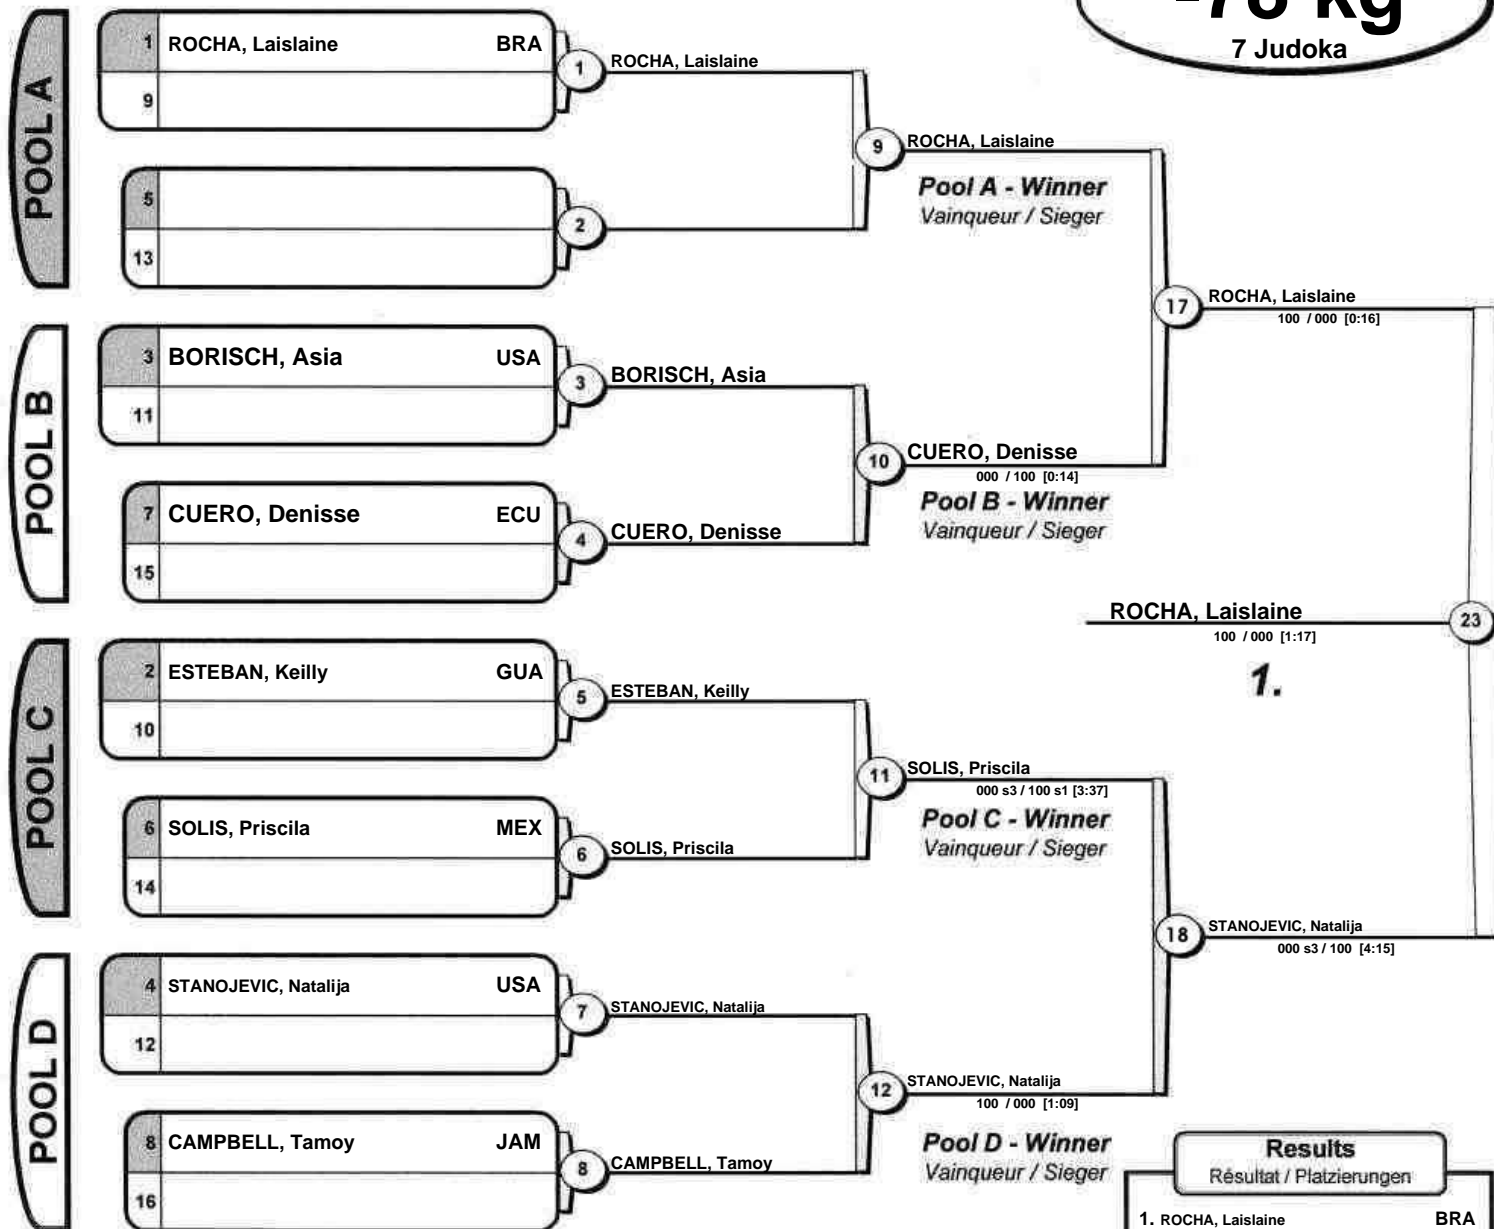 -78 kg
7 Judoka
POOL A
1 ROCHA, Laislaine BRA
9
1
ROCHA, Laislaine
5
13
2
9
ROCHA, Laislaine
Pool A - Winner
Vainqueur / Sieger
POOL B
3 BORISCH, Asia USA
11
3
BORISCH, Asia
7 CUERO, Denisse ECU
15
4
CUERO, Denisse
10
CUERO, Denisse
000 / 100 [0:14]
Pool B - Winner
Vainqueur / Sieger
17
ROCHA, Laislaine
100 / 000 [0:16]
ROCHA, Laislaine
100 / 000 [1:17]
1.
23
POOL C
2 ESTEBAN, Keilly GUA
10
5
ESTEBAN, Keilly
6 SOLIS, Priscila MEX
14
6
SOLIS, Priscila
11
SOLIS, Priscila
000 s3 / 100 s1 [3:37]
Pool C - Winner
Vainqueur / Sieger
18
STANOJEVIC, Natalija
000 s3 / 100 [4:15]
POOL D
4 STANOJEVIC, Natalija USA
12
7
STANOJEVIC, Natalija
8 CAMPBELL, Tamoy JAM
16
8
CAMPBELL, Tamoy
12
STANOJEVIC, Natalija
100 / 000 [1:09]
Pool D - Winner
Vainqueur / Sieger
Results
Résultat / Platzierungen
1. ROCHA, Laislaine BRA